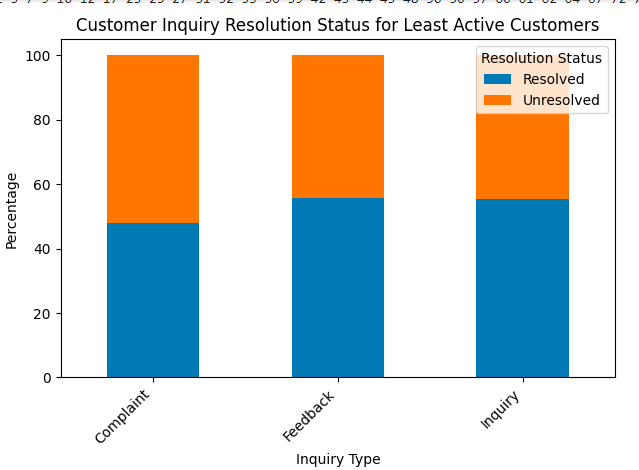 Customer Inquiry Resolution Status for Least Active Customers
100
80
60
40
20
0
Percentage
Resolution Status
Resolved
Unresolved
Complaint
Feedback
Inquiry
Inquiry Type